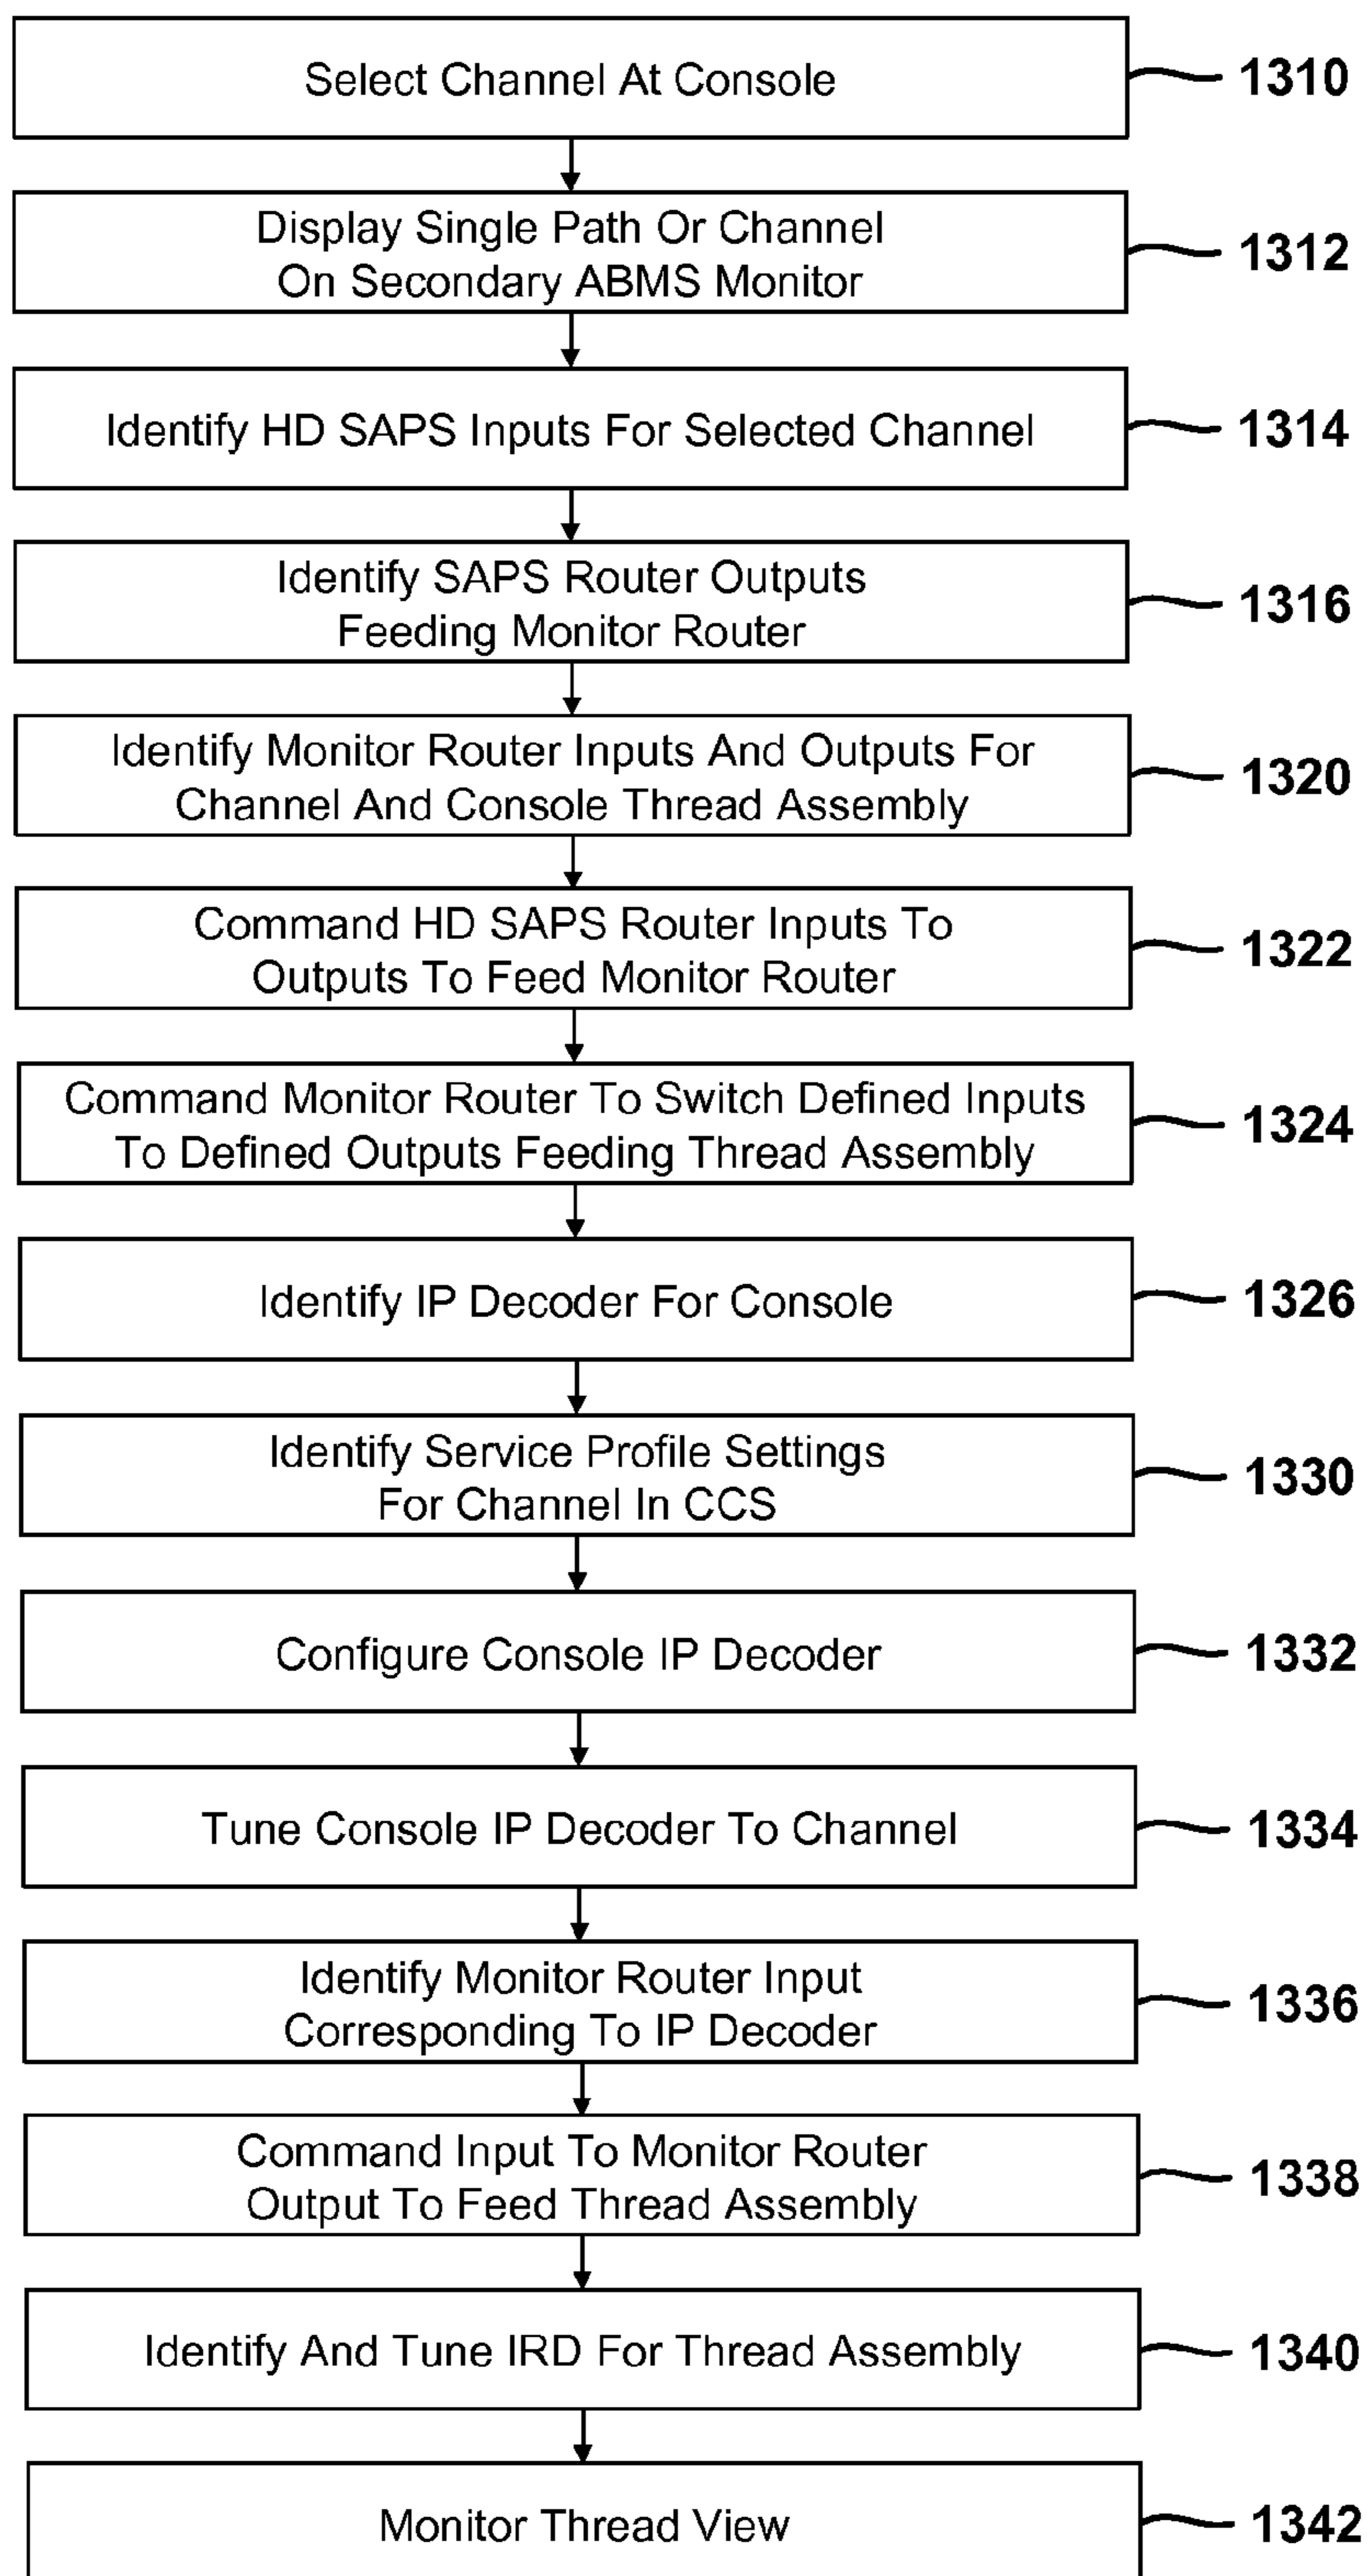 Select Channel At Console
1310
Display Single Path Or Channel
On Secondary ABMS Monitor
1312
Identify HD SAPS Inputs For Selected Channel
1314
Identify SAPS Router Outputs
Feeding Monitor Router
1316
Identify Monitor Router Inputs And Outputs For
Channel And Console Thread Assembly
1320
Command HD SAPS Router Inputs To
Outputs To Feed Monitor Router
1322
Command Monitor Router To Switch Defined Inputs
To Defined Outputs Feeding Thread Assembly
1324
Identify IP Decoder For Console
1326
Identify Service Profile Settings
For Channel In CCS
1330
Configure Console IP Decoder
1332
Tune Console IP Decoder To Channel
1334
Identify Monitor Router Input
Corresponding To IP Decoder
1336
Command Input To Monitor Router
Output To Feed Thread Assembly
1338
Identify And Tune IRD For Thread Assembly
1340
Monitor Thread View
1342